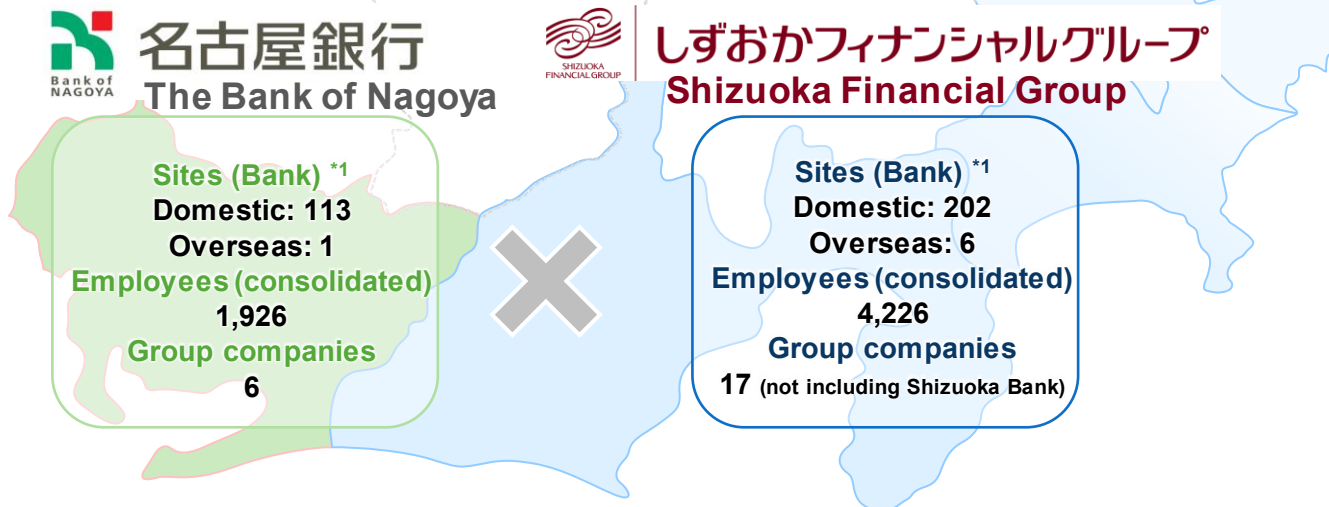 Bank of
NAGOYA
名古屋銀行
The Bank of Nagoya
SHIZUOKA
FINANCIAL GROUP
しずおかフィナンシャルグループ
Shizuoka Financial Group
Sites (Bank) *1
Domestic: 113
Overseas: 1
Employees (consolidated)
1,926
Group companies
6
Sites (Bank) *1
Domestic: 202
Overseas: 6
Employees (consolidated)
4,226
Group companies
17 (not including Shizuoka Bank)